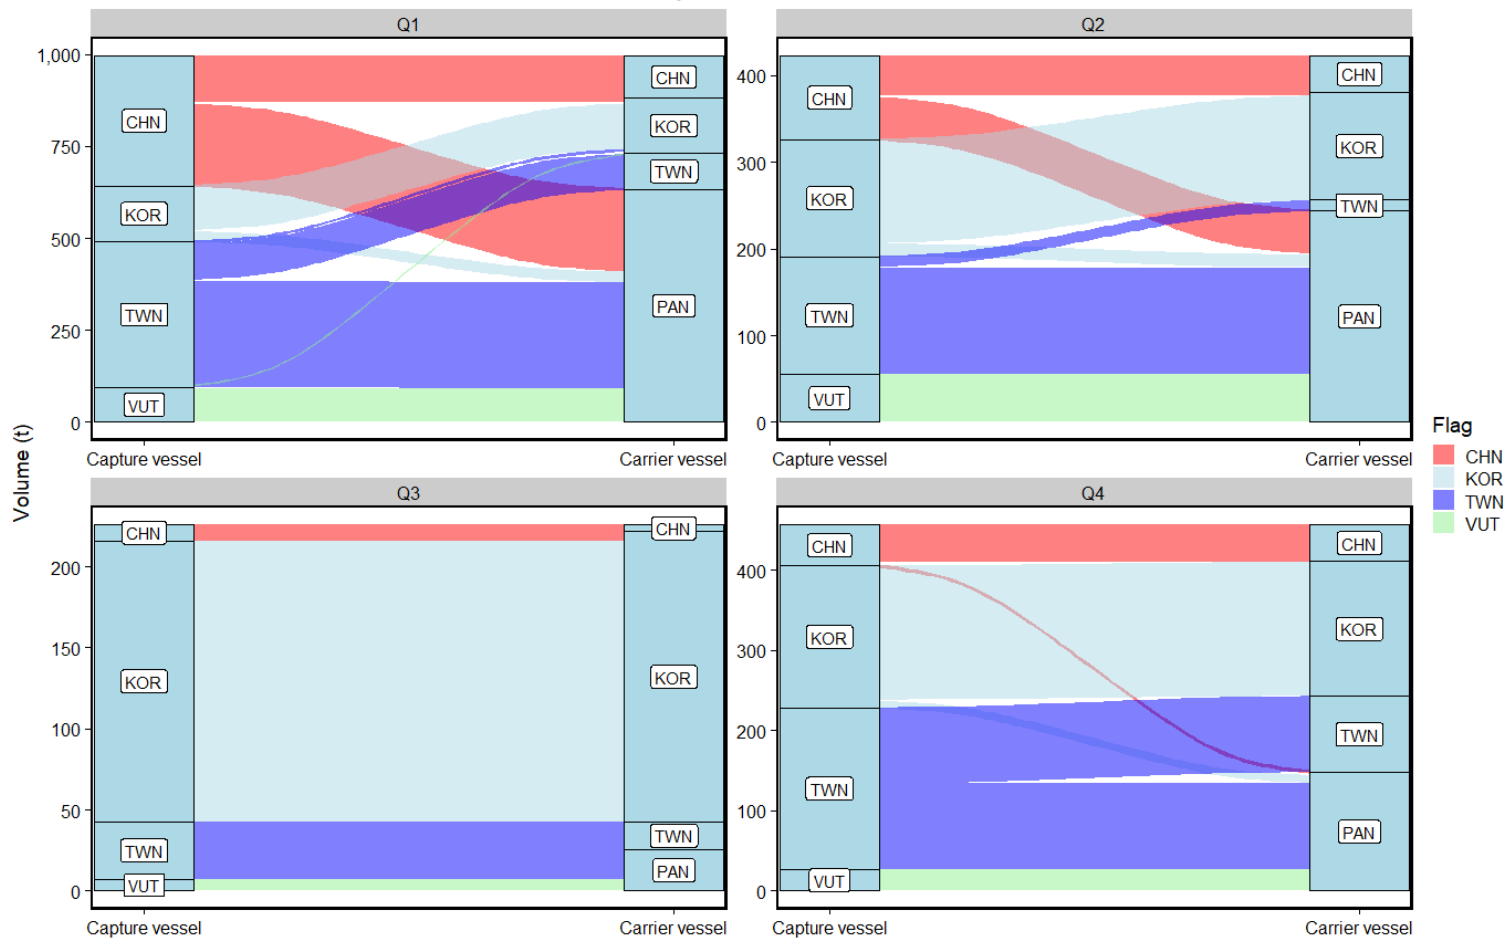 Q1
Q2
1,000
750
500
250
0
CHN
KOR
TWN
VUT
CHN
KOR
TWN
PAN
400
300
200
100
0
CHN
KOR
TWN
VUT
CHN
KOR
TWN
PAN
Capture vessel
Carrier vessel
Capture vessel
Carrier vessel
Volume (t)
Flag
CHN
KOR
TWN
VUT
Q3
Q4
200
150
100
50
0
CHN
KOR
TWN
VUT
CHN
KOR
TWN
PAN
400
300
200
100
0
CHN
KOR
TWN
VUT
CHN
KOR
TWN
PAN
Capture vessel
Carrier vessel
Capture vessel
Carrier vessel